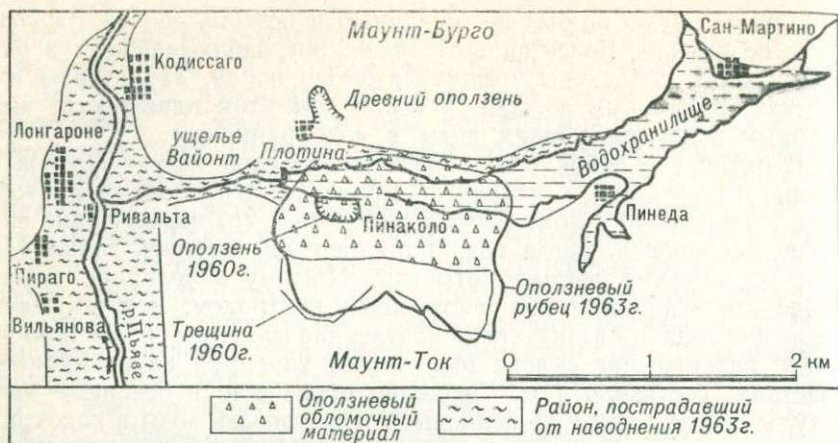 Маунт-Бурго
Сан-Мартино
Кодиссаго
Древний оползень
Лонгароне
ущелье
Вайонт
Плотина
Водохранилище
Ривальта
Пинаколо
Пинеда
Оползень
1960г.
Пираго
Оползневый
рубец 1963г.
Вильянова
р. Пьяве
Трещина
1960г.
Маунт-Ток
0 1 2 км
Оползневый
обломочный
материал
Район, пострадавший
от наводнения 1963г.